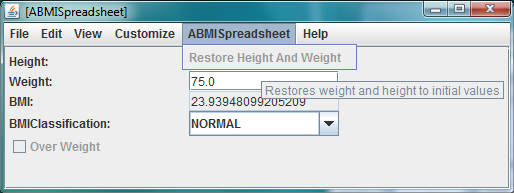 [ABMISpreadsheet]
File Edit View Customize ABMISpreadsheet Help
Restore Height And Weight
Height:
Weight: 75.0
Restores weight and height to initial values
BMI: 23.93948099205209
BMIClassification: NORMAL
Over Weight